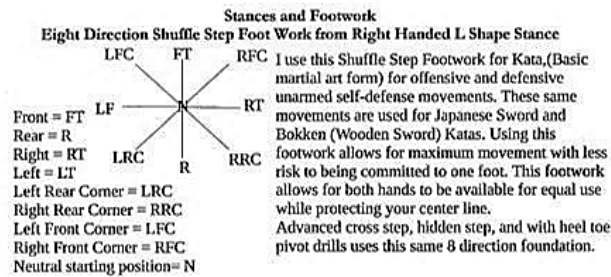 Stances and Footwork
Eight Direction Shuffle Step Foot Work from Right Handed L Shape Stance
LFC FT RFC
LF N RT
LRC R RRC
Front = FT
Rear = R
Right = RT
Left = LT
Left Rear Corner = LRC
Right Rear Corner = RRC
Left Front Corner = LFC
Right Front Corner = RFC
Neutral starting position= N
I use this Shuffle Step Footwork for Kata,(Basic
martial art form) for offensive and defensive
unarmed self-defense movements. These same
movements are used for Japanese Sword and
Bokken (Wooden Sword) Katas. Using this
footwork allows for maximum movement with less
risk to being committed to one foot. This footwork
allows for both hands to be available for equal use
while protecting your center line.
Advanced cross step, hidden step, and with heel toe
pivot drills uses this same 8 direction foundation.